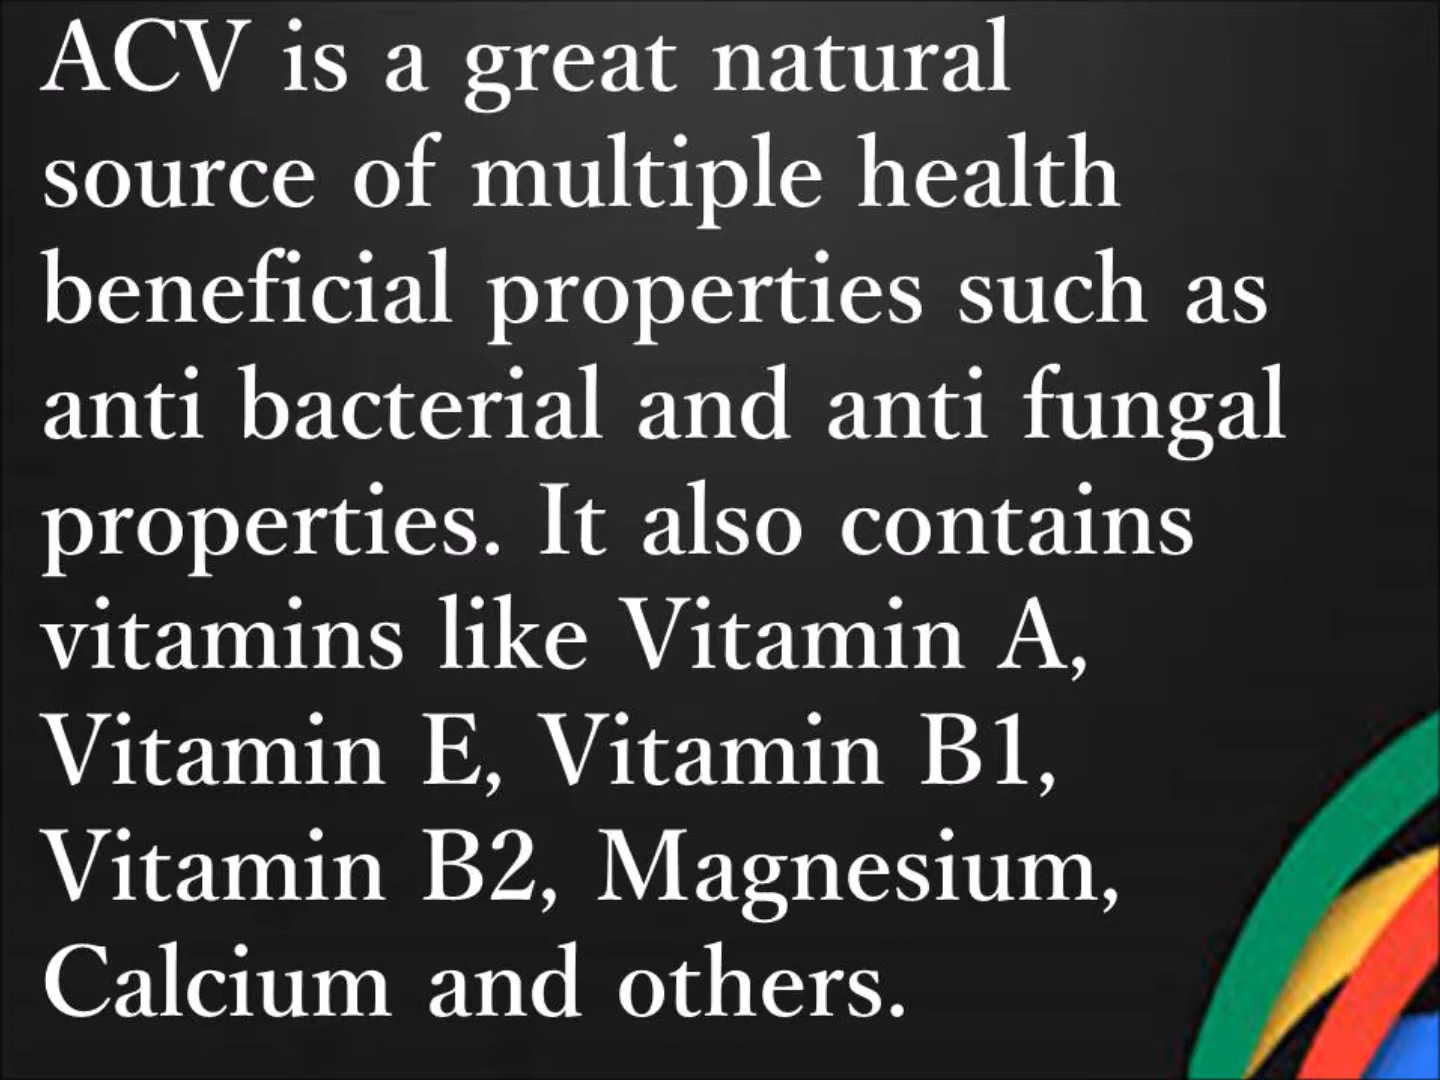 ACV is a great natural
source of multiple health
beneficial properties such as
anti bacterial and anti fungal
properties. It also contains
vitamins like Vitamin A,
Vitamin E, Vitamin B1,
Vitamin B2, Magnesium,
Calcium and others.